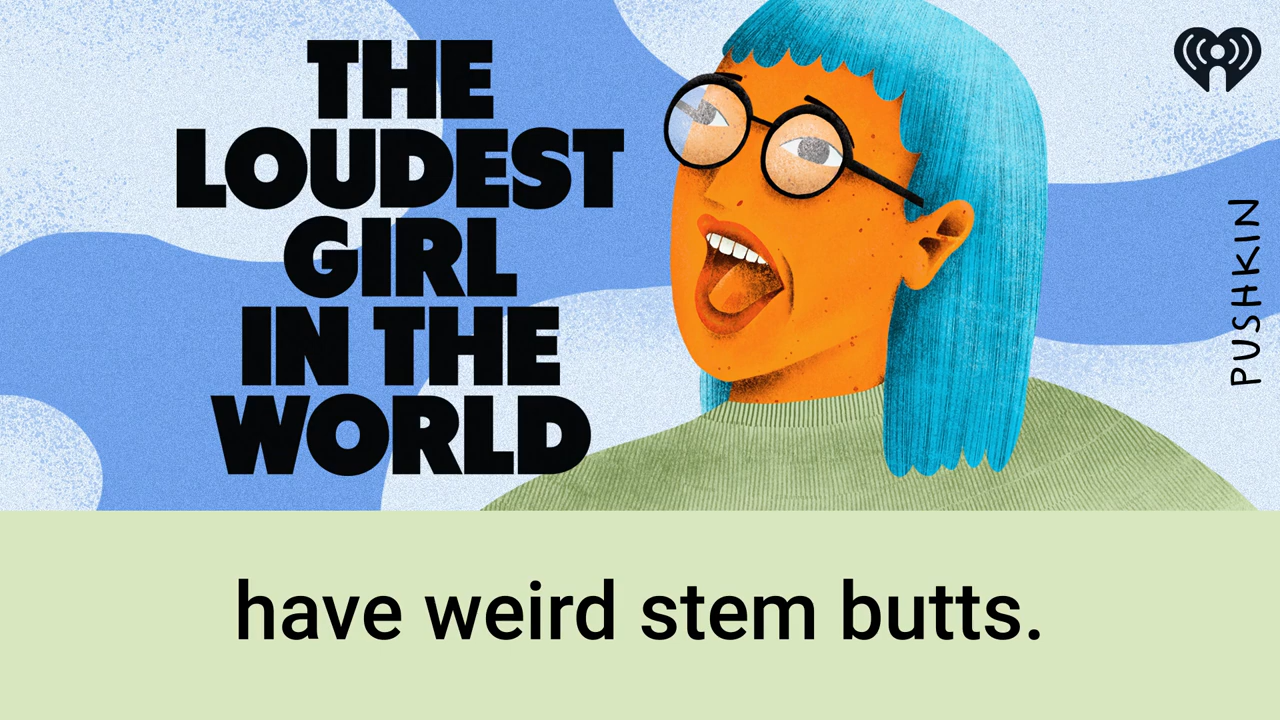 THE
LOUDEST
GIRL
IN THE
WORLD
PUSHKIN
have weird stem butts.